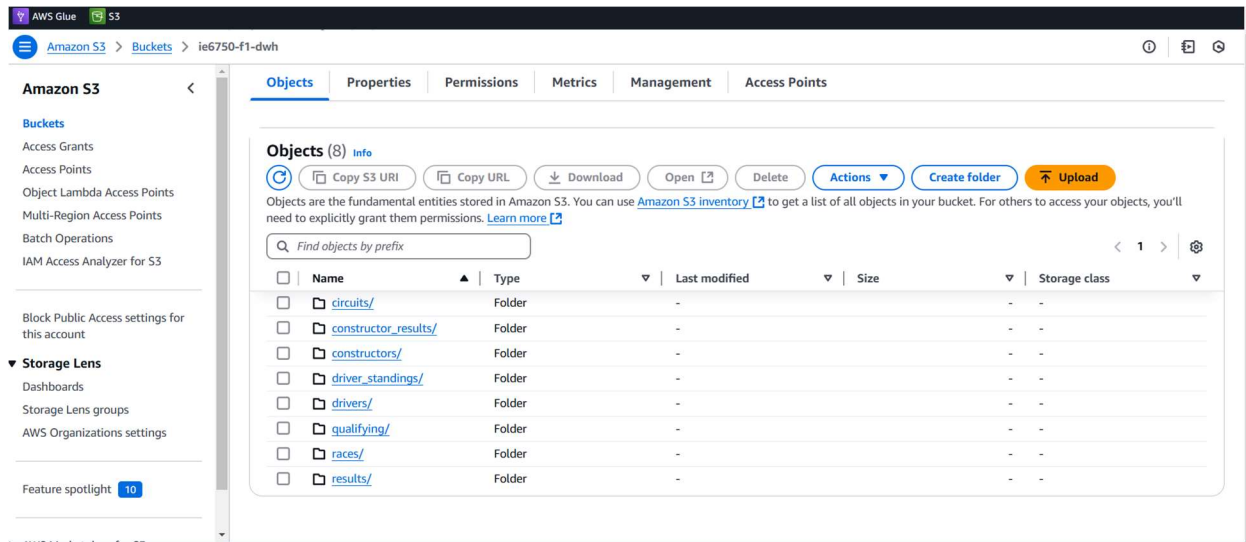 AWS Glue S3
Amazon S3 > Buckets > ie6750-f1-dwh
Amazon S3
Buckets
Access Grants
Access Points
Object Lambda Access Points
Multi-Region Access Points
Batch Operations
IAM Access Analyzer for S3
Block Public Access settings for
this account
Storage Lens
Dashboards
Storage Lens groups
AWS Organizations settings
Feature spotlight 10
Objects Properties Permissions Metrics Management Access Points
Objects (8) Info
Copy S3 URI Copy URL Download Open Delete Actions Create folder Upload
Objects are the fundamental entities stored in Amazon S3. You can use Amazon S3 inventory to get a list of all objects in your bucket. For others to access your objects, you'll
need to explicitly grant them permissions. Learn more
Find objects by prefix < 1 >
Name Type Last modified Size Storage class
circuits/ Folder - - -
constructor_results/ Folder - - -
constructors/ Folder - - -
driver_standings/ Folder - - -
drivers/ Folder - - -
qualifying/ Folder - - -
races/ Folder - - -
results/ Folder - - -